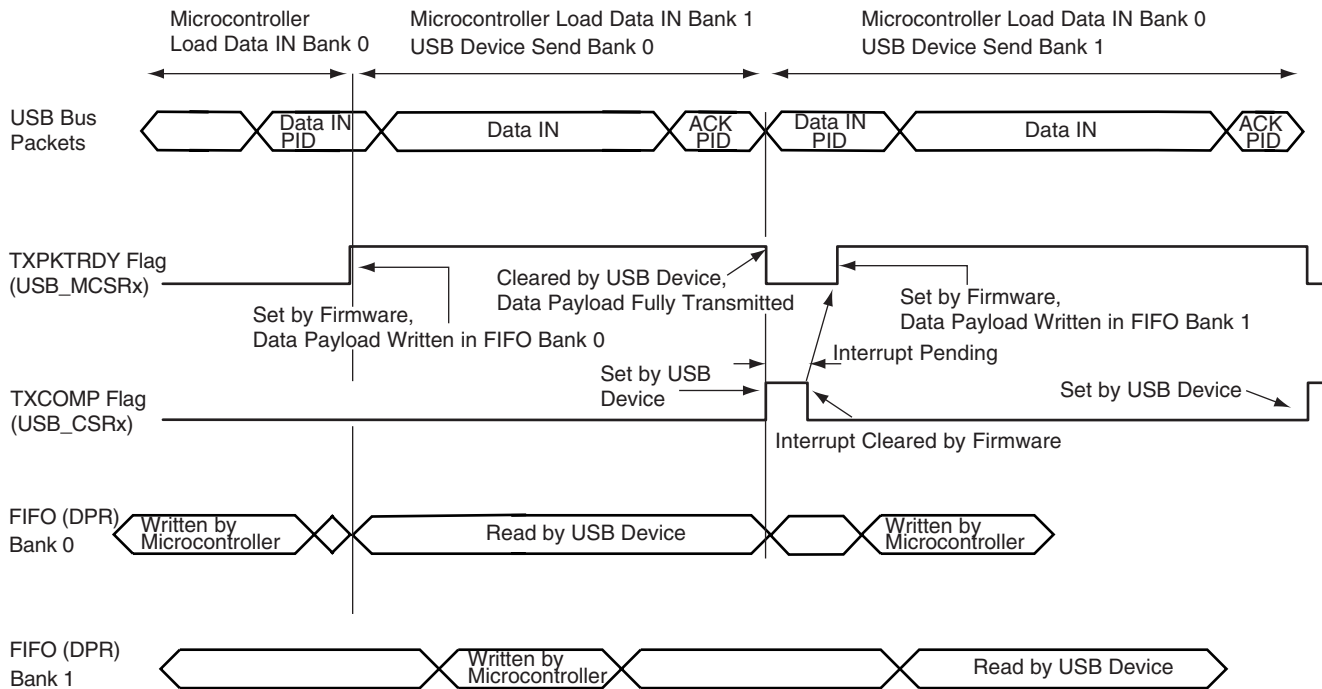 Microcontroller
Load Data IN Bank 0
Microcontroller Load Data IN Bank 1
USB Device Send Bank 0
Microcontroller Load Data IN Bank 0
USB Device Send Bank 1
USB Bus
Packets
Data IN
PID
Data IN
ACK
PID
Data IN
PID
Data IN
ACK
PID
TXPKTRDY Flag
(USB_MCSRx)
Set by Firmware,
Data Payload Written in FIFO Bank 0
Cleared by USB Device,
Data Payload Fully Transmitted
Set by Firmware,
Data Payload Written in FIFO Bank 1
Interrupt Pending
TXCOMP Flag
(USB_CSRx)
Set by USB
Device
Set by USB Device
Interrupt Cleared by Firmware
FIFO (DPR)
Bank 0
Written by
Microcontroller
Read by USB Device
Written by
Microcontroller
FIFO (DPR)
Bank 1
Written by
Microcontroller
Read by USB Device